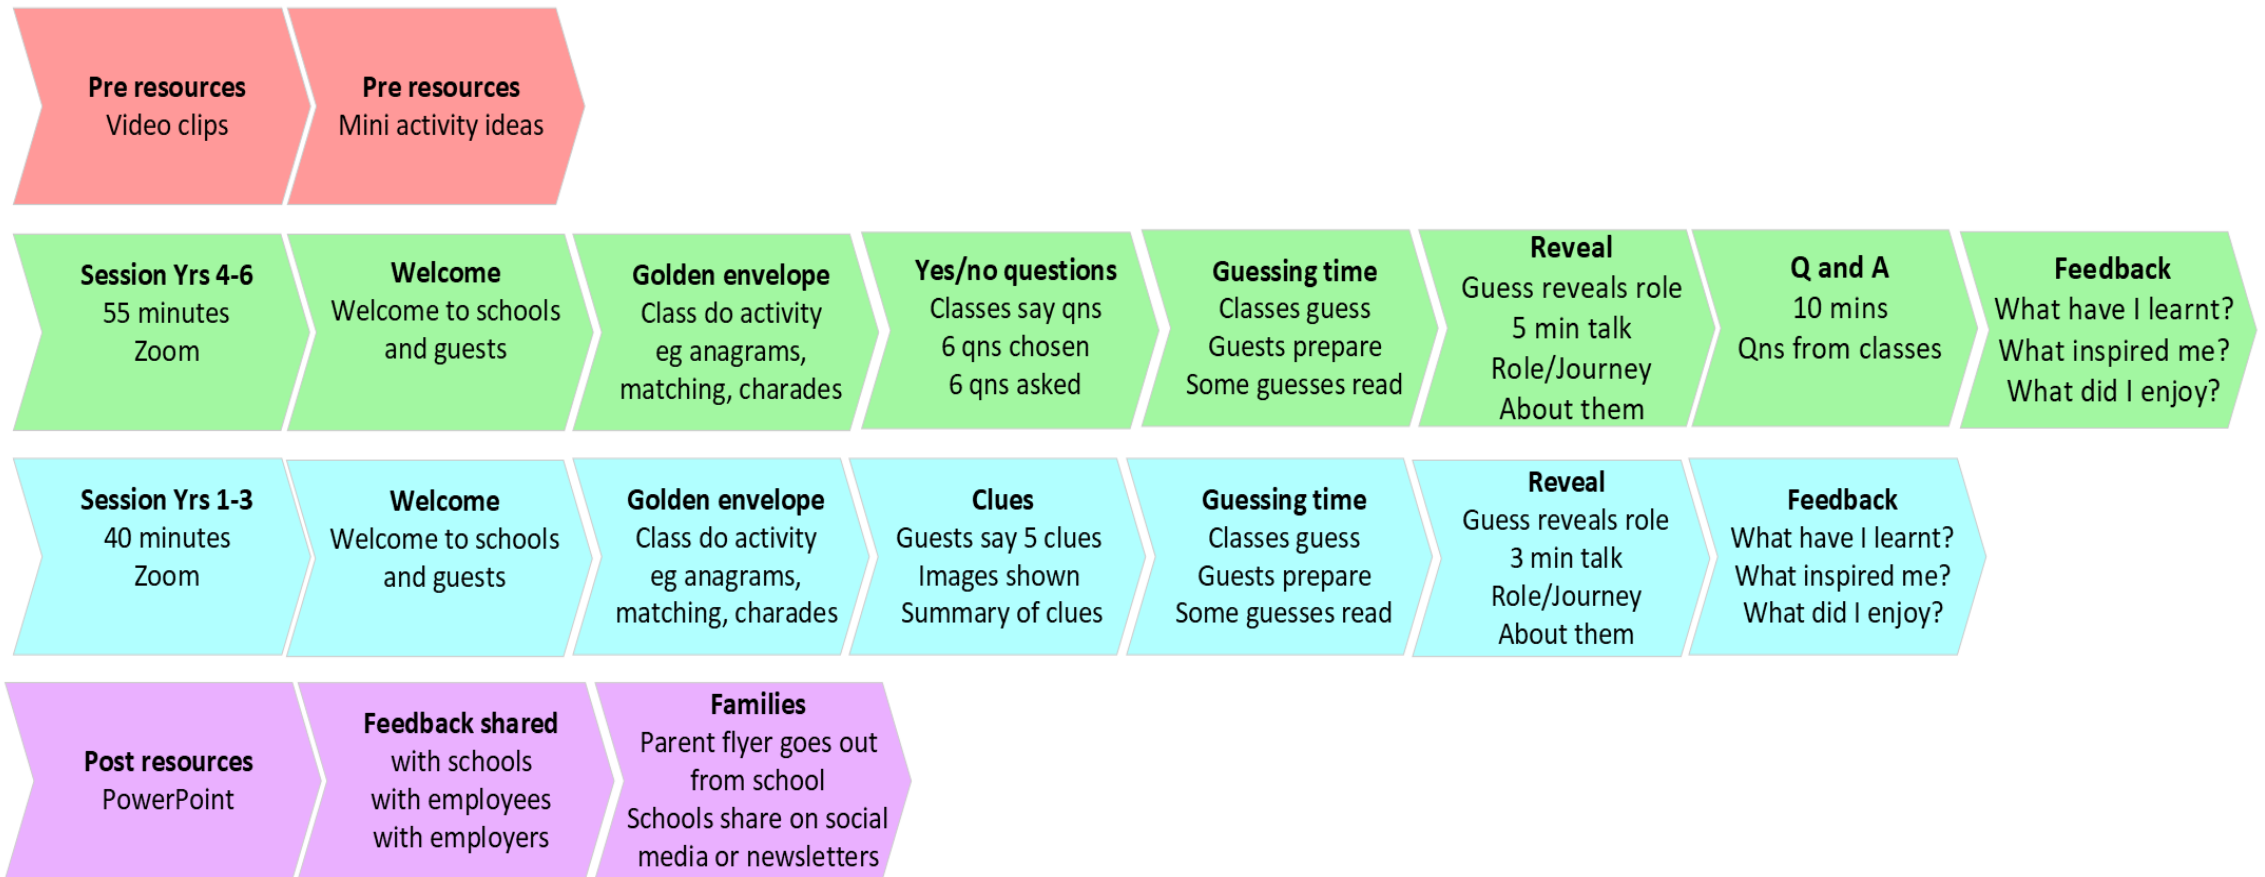 Pre resources
Video clips
Pre resources
Mini activity ideas
Session Yrs 4-6
55 minutes
Zoom
Welcome
Welcome to schools
and guests
Golden envelope
Class do activity
eg anagrams,
matching, charades
Yes/no questions
Classes say qns
6 qns chosen
6 qns asked
Guessing time
Classes guess
Guests prepare
Some guesses read
Reveal
Guess reveals role
5 min talk
Role/Journey
About them
Q and A
10 mins
Qns from classes
Feedback
What have I learnt?
What inspired me?
What did I enjoy?
Session Yrs 1-3
40 minutes
Zoom
Welcome
Welcome to schools
and guests
Golden envelope
Class do activity
eg anagrams,
matching, charades
Clues
Guests say 5 clues
Images shown
Summary of clues
Guessing time
Classes guess
Guests prepare
Some guesses read
Reveal
Guess reveals role
3 min talk
Role/Journey
About them
Feedback
What have I learnt?
What inspired me?
What did I enjoy?
Post resources
PowerPoint
Feedback shared
with schools
with employees
with employers
Families
Parent flyer goes out
from school
Schools share on social
media or newsletters